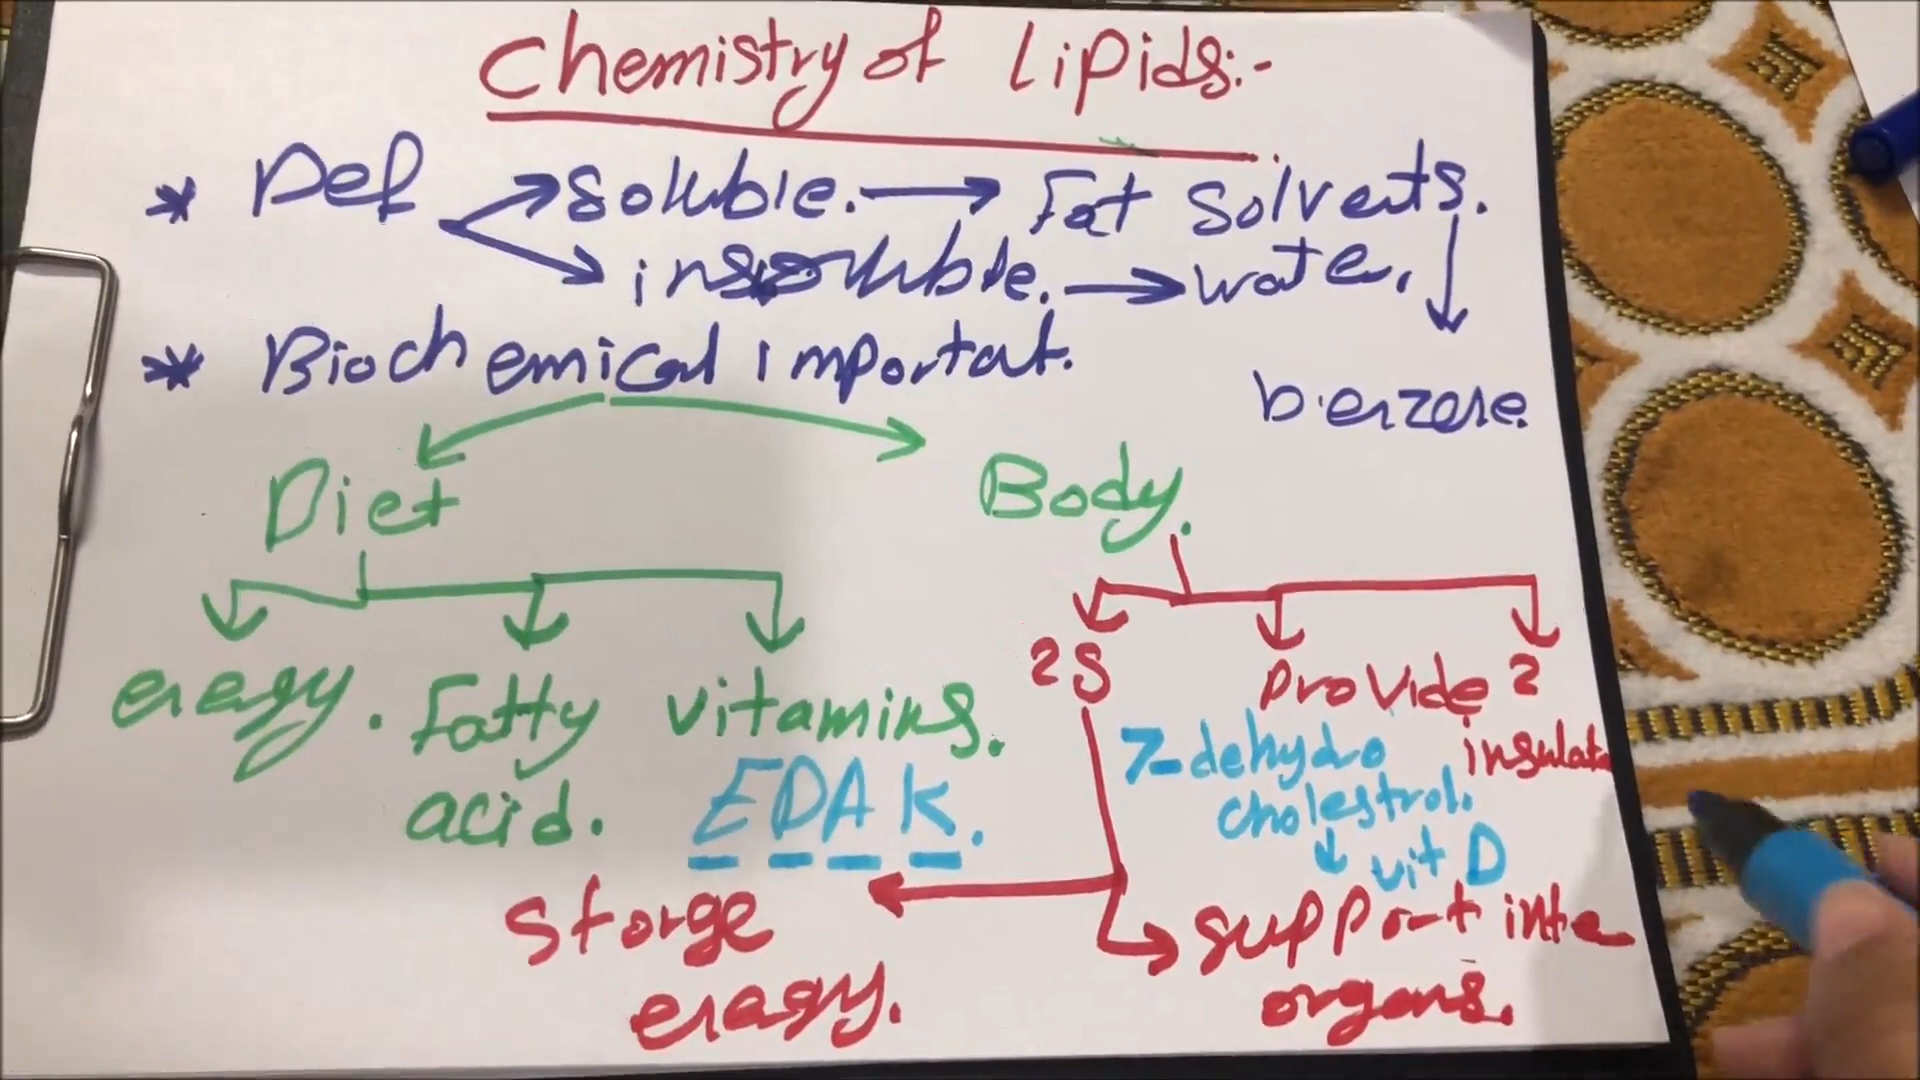 Chemistry of lipids:-
* Def soluble. → Fat Solvents.
insoluble. → water.
* Biochemical importat.
benzene.
Diet
Body.
energy. Fatty acid. vitamins.
EDAK.
2S Provide 2 insulate
7-dehydro
cholestrol.
↓ vit D
storge
energy.
support inte
organs.